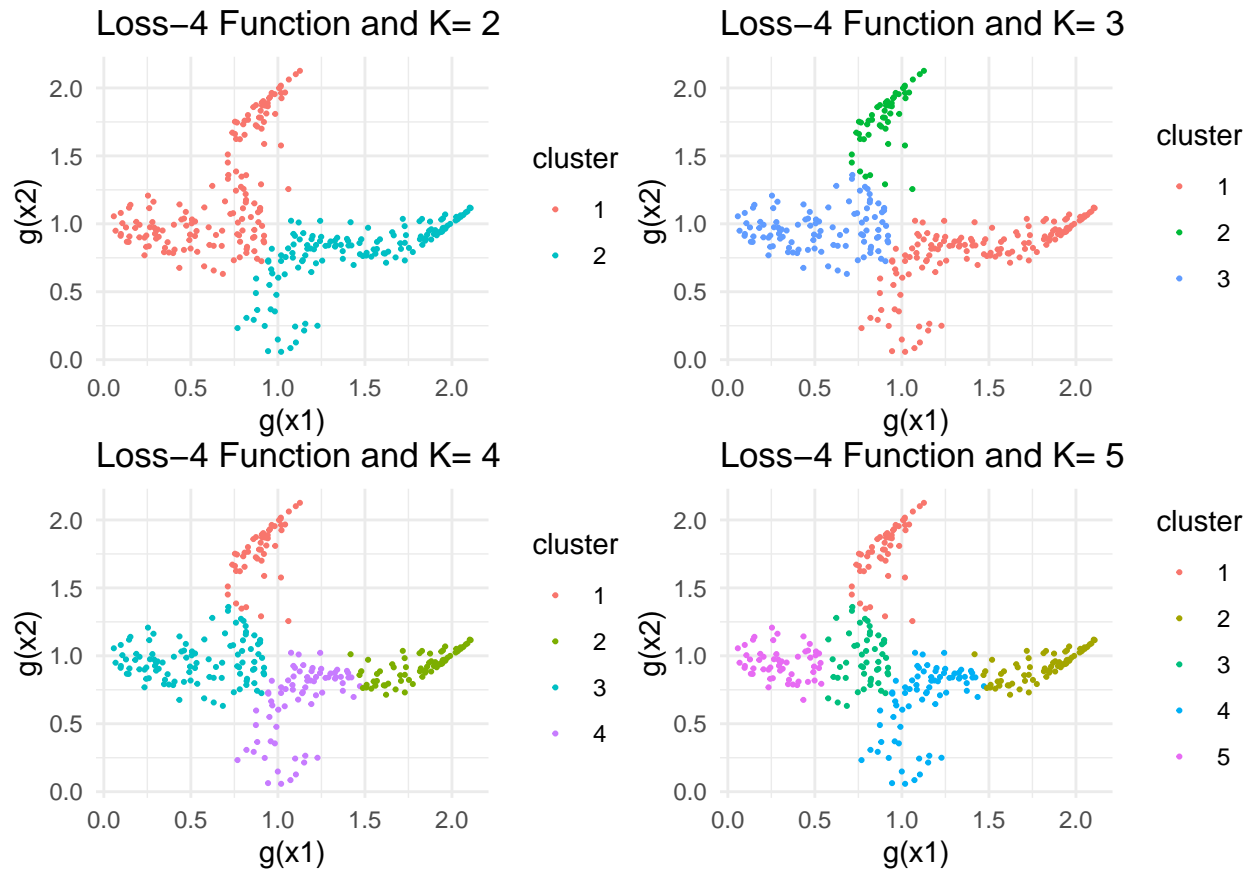 Loss−4 Function and K= 2
2.0
1.5
1.0
0.5
0.0
g(x2)
0.0 0.5 1.0 1.5 2.0
g(x1)
cluster
1
2
Loss−4 Function and K= 3
2.0
1.5
1.0
0.5
0.0
g(x2)
0.0 0.5 1.0 1.5 2.0
g(x1)
cluster
1
2
3
Loss−4 Function and K= 4
2.0
1.5
1.0
0.5
0.0
g(x2)
0.0 0.5 1.0 1.5 2.0
g(x1)
cluster
1
2
3
4
Loss−4 Function and K= 5
2.0
1.5
1.0
0.5
0.0
g(x2)
0.0 0.5 1.0 1.5 2.0
g(x1)
cluster
1
2
3
4
5